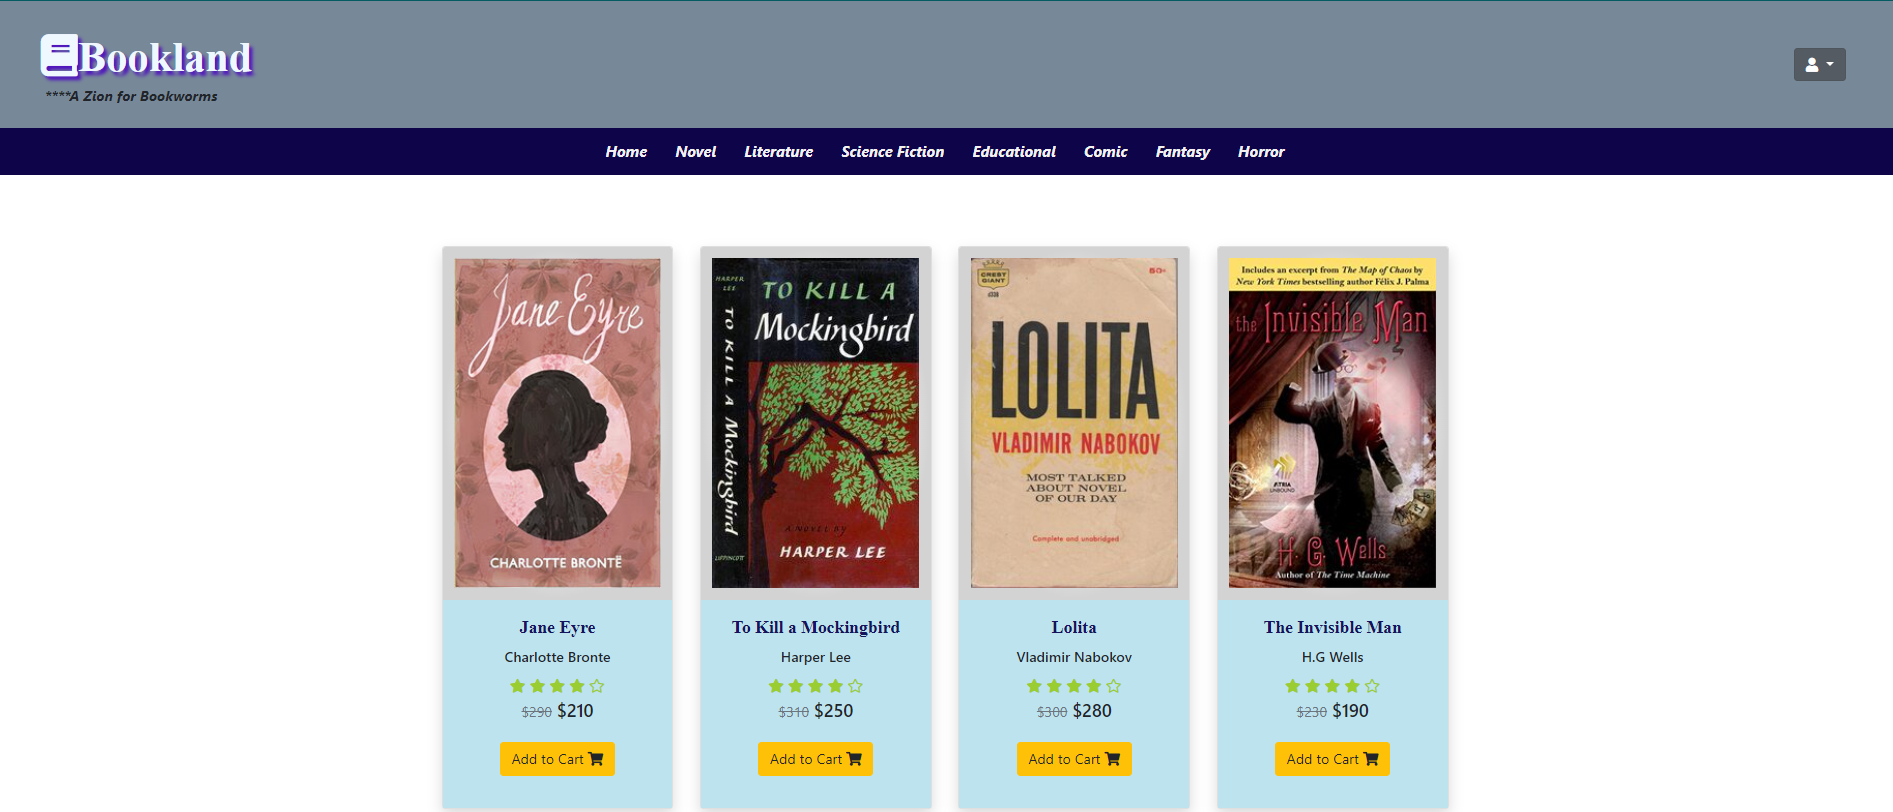 Bookland
****A Zion for Bookworms
Home Novel Literature Science Fiction Educational Comic Fantasy Horror
Jane Eyre
CHARLOTTE BRONTË
HARPER LEE
TO KILL A Mockingbird
LIPPINCOTT
TO KILL A
Mockingbird
A NOVEL BY
HARPER LEE
CREST
GIANT
LOLITA
VLADIMIR NABOKOV
MOST TALKED
ABOUT NOVEL
OF OUR DAY
Complete and unabridged
Includes an excerpt from The Map of Chaos by
New York Times bestselling author Félix J. Palma
the Invisible Man
ATRIA
UNBOUND
H. G. Wells
Author of The Time Machine
Jane Eyre
Charlotte Bronte
$290 $210
Add to Cart
To Kill a Mockingbird
Harper Lee
$310 $250
Add to Cart
Lolita
Vladimir Nabokov
$300 $280
Add to Cart
The Invisible Man
H.G Wells
$230 $190
Add to Cart